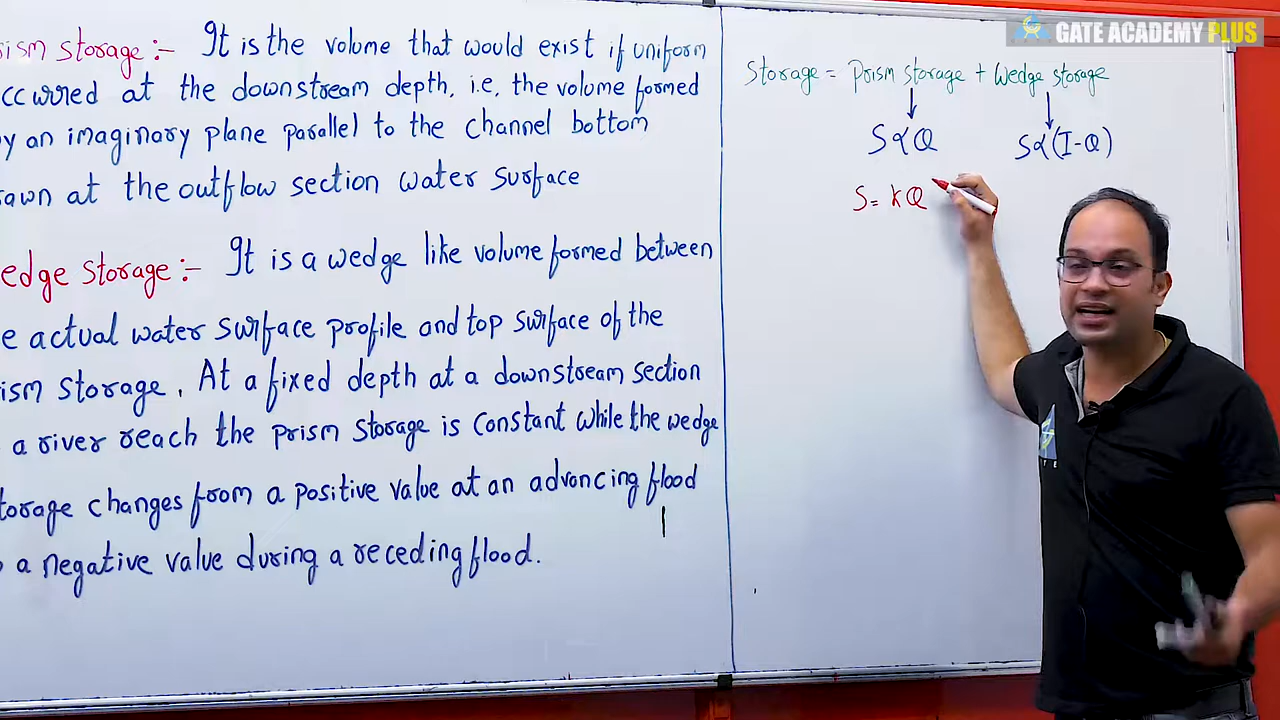 ism storage:- It is the volume that would exist if uniform
ccurred at the downstream depth, i.e, the volume formed
y an imaginary plane parallel to the channel bottom
awn at the outflow section water surface
edge storage:- It is a wedge like volume formed between
e actual water surface profile and top surface of the
ism storage. At a fixed depth at a downstream section
a river reach the prism storage is constant while the wedge
torage changes from a positive value at an advancing flood
a negative value during a receding flood.
GATE ACADEMY PLUS
Storage = Prism storage + Wedge storage
S∝Q S∝(I-Q)
S= KQ